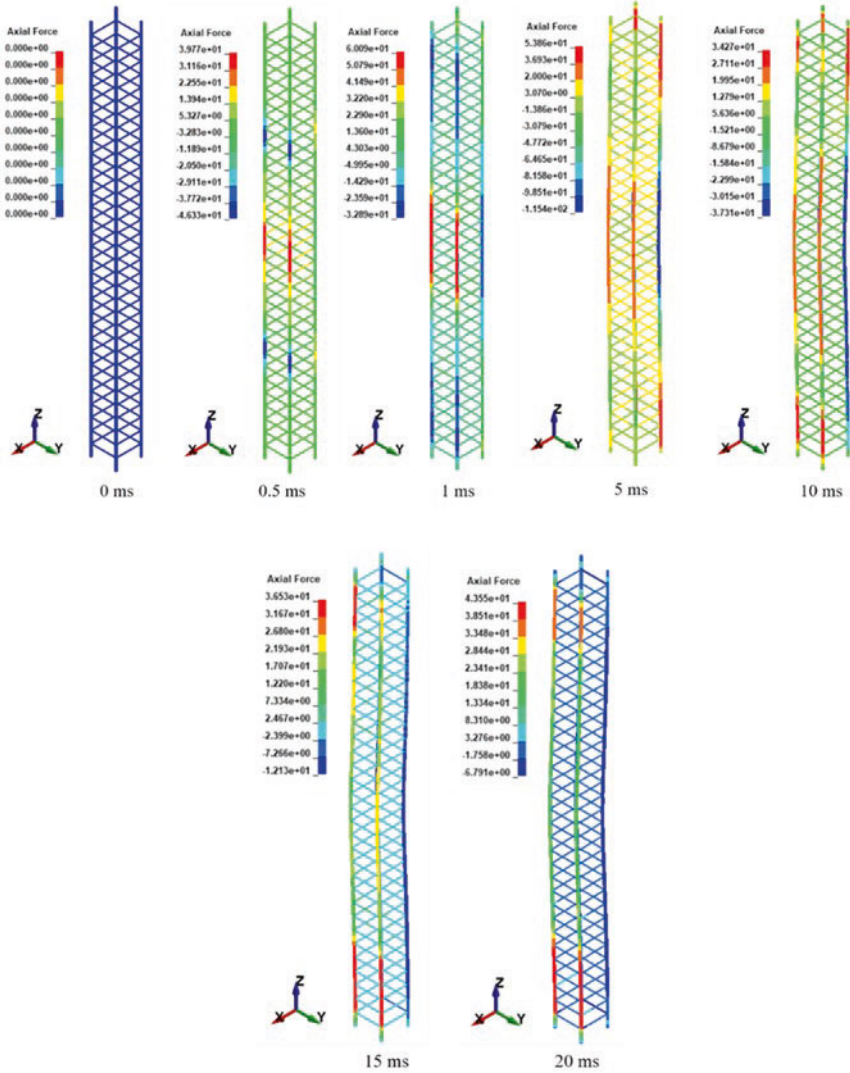 Axial Force
0.000e+00
0.000e+00
0.000e+00
0.000e+00
0.000e+00
0.000e+00
0.000e+00
0.000e+00
0.000e+00
0.000e+00
0.000e+00
Z
X
Y
0 ms
Axial Force
3.977e+01
3.116e+01
2.255e+01
1.394e+01
5.327e+00
-3.283e+00
-1.189e+01
-2.050e+01
-2.911e+01
-3.772e+01
-4.633e+01
Z
X
Y
0.5 ms
Axial Force
6.009e+01
5.079e+01
4.149e+01
3.220e+01
2.290e+01
1.360e+01
4.303e+00
-4.995e+00
-1.429e+01
-2.359e+01
-3.289e+01
Z
X
Y
1 ms
Axial Force
5.386e+01
3.693e+01
2.000e+01
3.070e+00
-1.386e+01
-3.079e+01
-4.772e+01
-6.465e+01
-8.158e+01
-9.851e+01
-1.154e+02
Z
X
Y
5 ms
Axial Force
3.427e+01
2.711e+01
1.995e+01
1.279e+01
5.636e+00
-1.521e+00
-8.679e+00
-1.584e+01
-2.299e+01
-3.015e+01
-3.731e+01
Z
X
Y
10 ms
Axial Force
3.653e+01
3.167e+01
2.680e+01
2.193e+01
1.707e+01
1.220e+01
7.334e+00
2.467e+00
-2.399e+00
-7.266e+00
-1.213e+01
Z
X
Y
15 ms
Axial Force
4.355e+01
3.851e+01
3.348e+01
2.844e+01
2.341e+01
1.838e+01
1.334e+01
8.310e+00
3.276e+00
-1.758e+00
-6.791e+00
Z
X
Y
20 ms